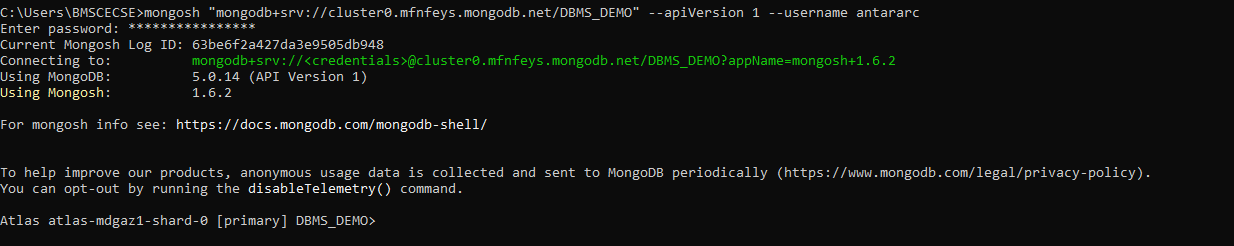 C:\Users\BMSCECSE>mongosh "mongodb+srv://cluster0.mfnfeys.mongodb.net/DBMS_DEMO" --apiVersion 1 --username antararc
Enter password: ****************
Current Mongosh Log ID: 63be6f2a427da3e9505db948
Connecting to:          mongodb+srv://<credentials>@cluster0.mfnfeys.mongodb.net/DBMS_DEMO?appName=mongosh+1.6.2
Using MongoDB:          5.0.14 (API Version 1)
Using Mongosh:          1.6.2
For mongosh info see: https://docs.mongodb.com/mongodb-shell/
To help improve our products, anonymous usage data is collected and sent to MongoDB periodically (https://www.mongodb.com/legal/privacy-policy).
You can opt-out by running the disableTelemetry() command.
Atlas atlas-mdgaz1-shard-0 [primary] DBMS_DEMO>